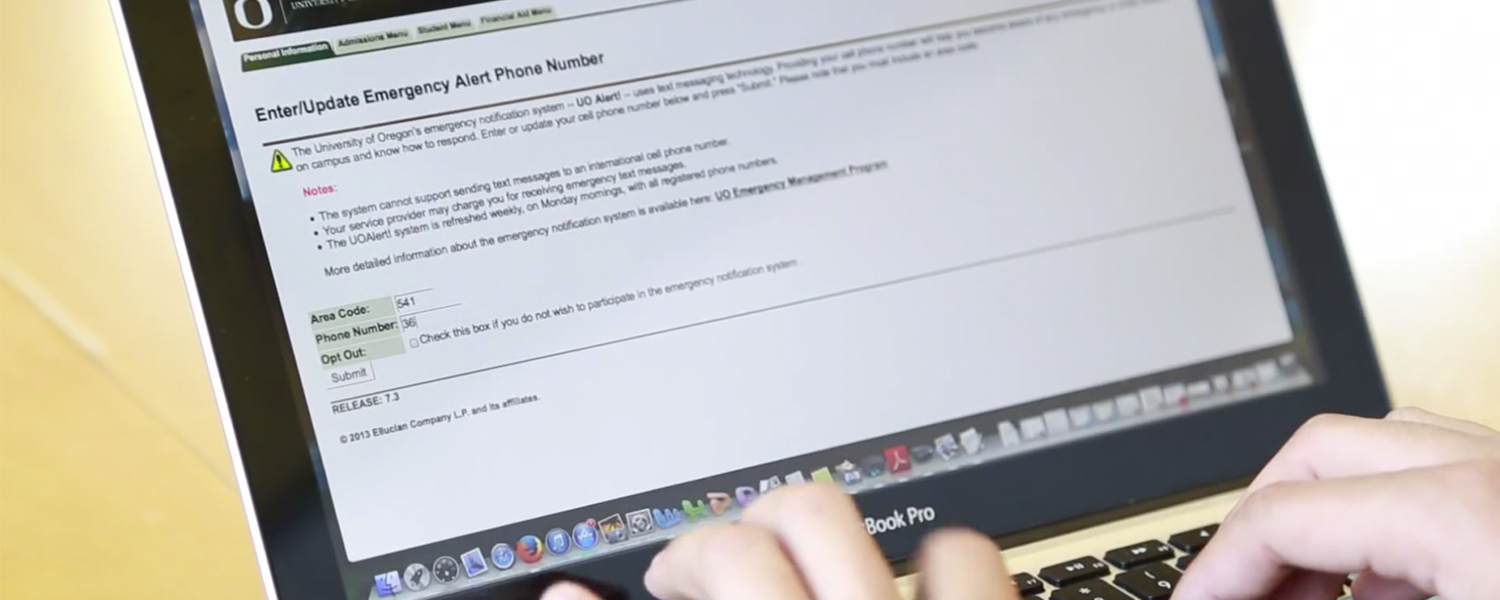 O
Personal Information Admissions Menu Student Menu Financial Aid Menu
Enter/Update Emergency Alert Phone Number
The University of Oregon's emergency notification system -- UO Alert! -- uses text messaging technology. Providing your cell phone number will help you become aware of any emergency
on campus and know how to respond. Enter or update your cell phone number below and press "Submit." Please note that you must include an area code.
Notes:
• The system cannot support sending text messages to an international cell phone number.
• Your service provider may charge you for receiving emergency text messages.
• The UOAlert! system is refreshed weekly, on Monday mornings, with all registered phone numbers.
More detailed information about the emergency notification system is available here: UO Emergency Management Program
Area Code: 541
Phone Number: 36
Opt Out: Check this box if you do not wish to participate in the emergency notification system
Submit
RELEASE: 7.3
© 2013 Ellucian Company L.P. and its affiliates.
Book Pro